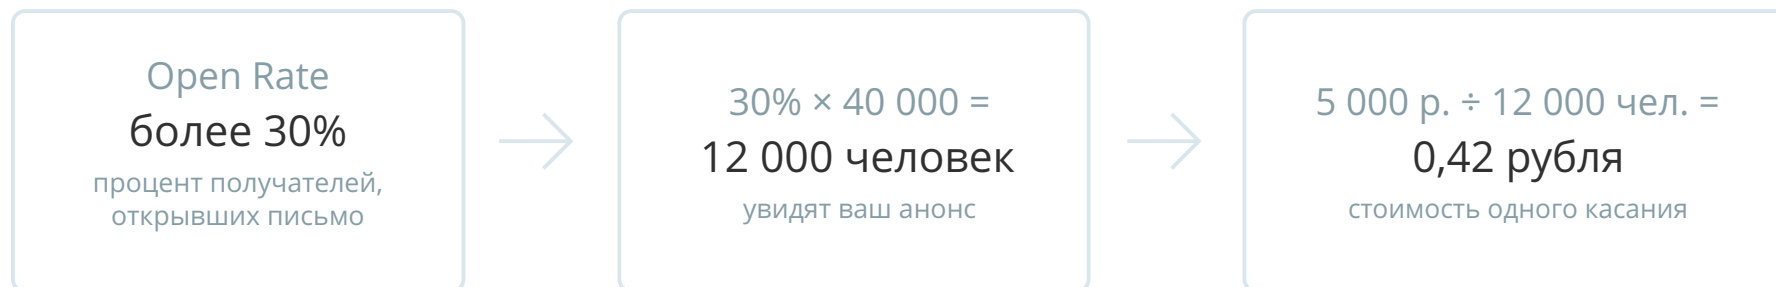 Open Rate
более 30%
процент получателей,
открывших письмо
30% × 40 000 =
12 000 человек
увидят ваш анонс
5 000 р. ÷ 12 000 чел. =
0,42 рубля
стоимость одного касания